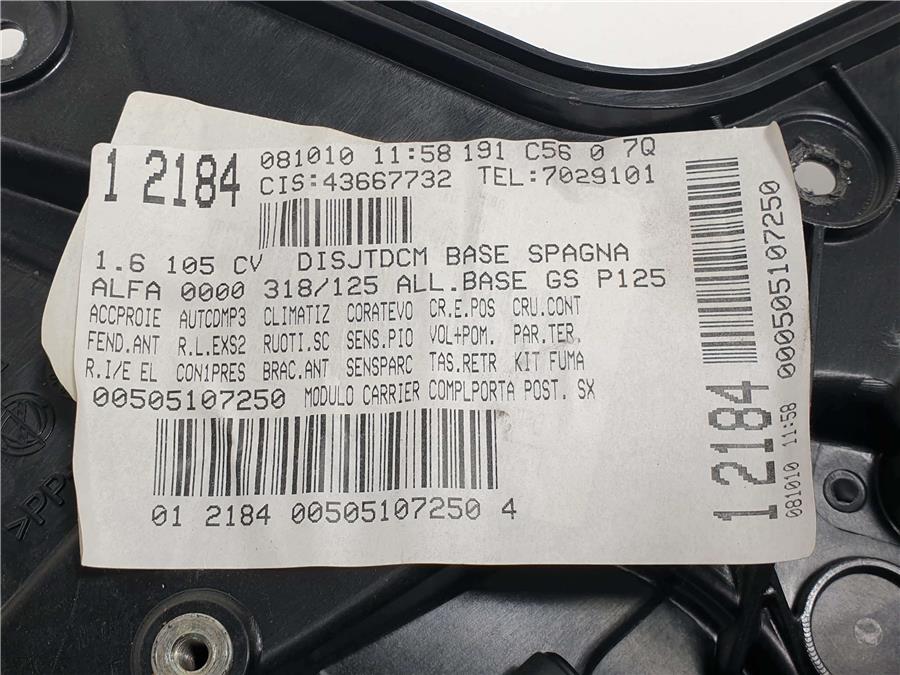 1 2184
081010 11:58 191 C56 0 7Q
CIS:43667732 TEL:7029101
1.6 105 CV DISJTDCM BASE SPAGNA
ALFA 0000 318/125 ALL.BASE GS P125
ACCPROIE AUTCDMP3 CLIMATIZ CORATEVO CR.E.POS CRU.CONT
FEND.ANT R.L.EXS2 RUOTI.SC SENS.PIO VOL+POM. PAR.TER.
R.I/E EL CON1PRES BRAC.ANT SENSPARC TAS.RETR KIT FUMA
00505107250 MODULO CARRIER COMPLPORTA POST. SX
01 2184 00505107250 4
1 2184
081010 11:58
00505107250
>PP-